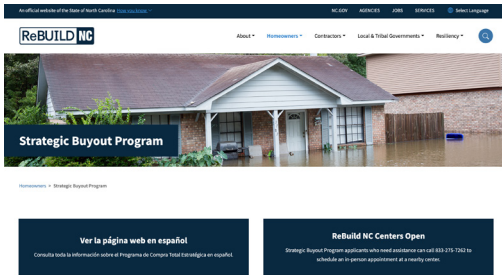 An official website of the State of North Carolina How you know
NC.GOV AGENCIES JOBS SERVICES Select Language
ReBUILD NC
About Homeowners Contractors Local & Tribal Governments Resiliency
Strategic Buyout Program
Homeowners > Strategic Buyout Program
Ver la página web en español
Consulta toda la información sobre el Programa de Compra Total Estratégica en español.
ReBuild NC Centers Open
Strategic Buyout Program applicants who need assistance can call 833-275-7262 to
schedule an in-person appointment at a nearby center.